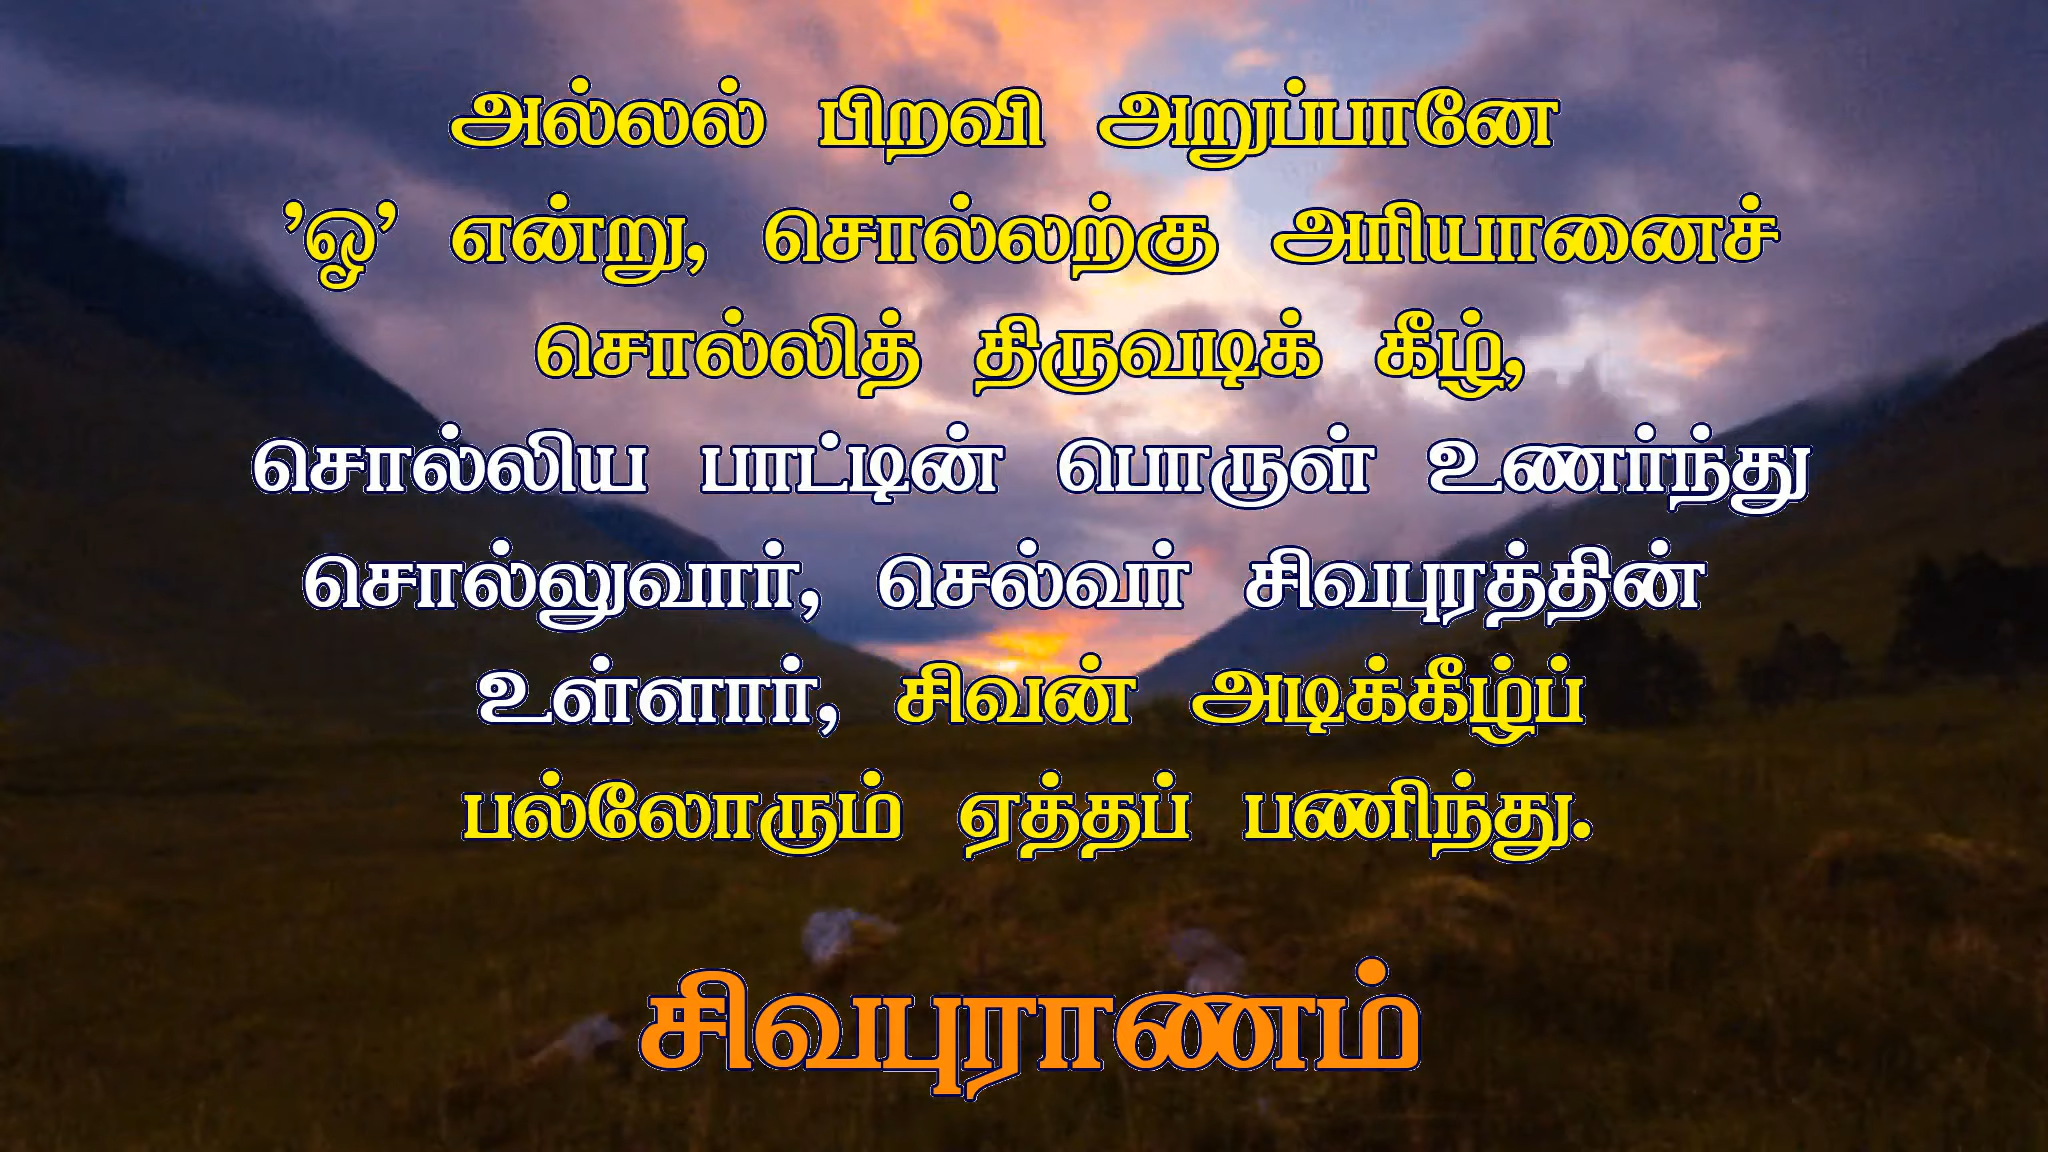 அல்லல் பிறவி அறுப்பானே
’ஓ’ என்று, சொல்லற்கு அரியானைச்
சொல்லித் திருவடிக் கீழ்,
சொல்லிய பாட்டின் பொருள் உணர்ந்து
சொல்லுவார், செல்வர் சிவபுரத்தின்
உள்ளார், சிவன் அடிக்கீழ்ப்
பல்லோரும் ஏத்தப் பணிந்து.
சிவபுராணம்